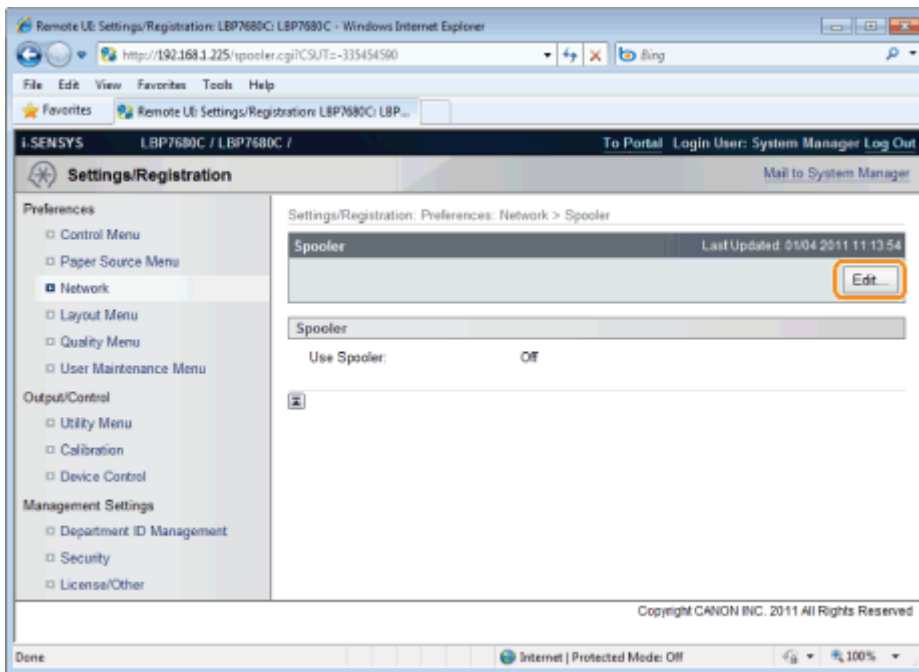 Remote UI: Settings/Registration: LBP7680C: LBP7680C - Windows Internet Explorer
http://192.168.1.225/spooler.cgi?CSUT=-335454590
Bing
File Edit View Favorites Tools Help
Favorites Remote UI: Settings/Registration: LBP7680C: LBP...
i-SENSYS LBP7680C / LBP7680C / To Portal Login User: System Manager Log Out
Settings/Registration Mail to System Manager
Preferences
Control Menu
Paper Source Menu
Network
Layout Menu
Quality Menu
User Maintenance Menu
Output/Control
Utility Menu
Calibration
Device Control
Management Settings
Department ID Management
Security
License/Other
Settings/Registration: Preferences: Network > Spooler
Spooler Last Updated: 01/04 2011 11:13:54
Edit...
Spooler
Use Spooler: Off
Copyright CANON INC. 2011 All Rights Reserved
Done Internet | Protected Mode: Off 100%